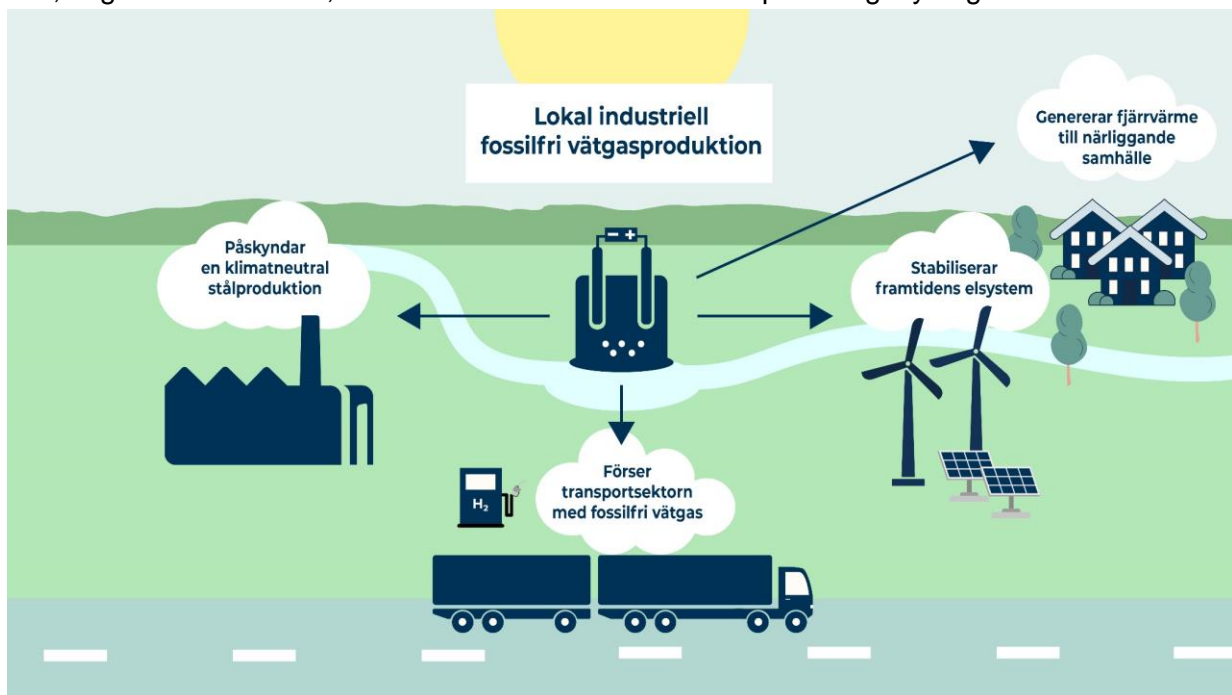 Lokal industriell
fossilfri vätgasproduktion
Genererar fjärrvärme
till närliggande
samhälle
Påskyndar
en klimatneutral
stålproduktion
- +
Stabiliserar
framtidens elsystem
Förser
transportsektorn
med fossilfri vätgas
H₂